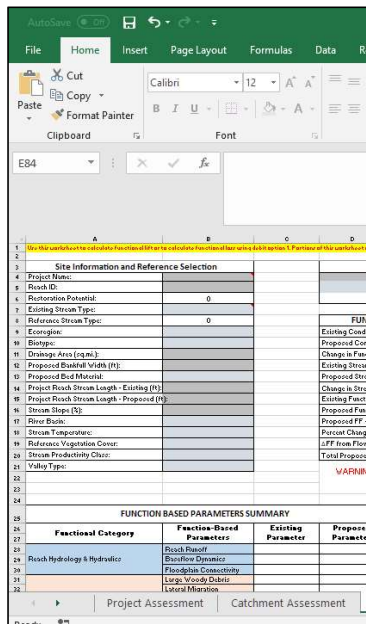 AutoSave Off
File Home Insert Page Layout Formulas Data R
Cut
Copy
Format Painter
Paste
Clipboard
Calibri 12 A A
B I U A
Font
E84 fx
A B C D
1 Use this worksheet to calculate functional lift or to calculate functional loss using debit option 1. Portions of this worksheet
2
3 Site Information and Reference Selection
4 Project Name:
5 Reach ID:
6 Restoration Potential: 0
7 Existing Stream Type:
8 Reference Stream Type: 0 FUN
9 Ecoregion: Existing Cond
10 Biotype: Proposed Con
11 Drainage Area (sq.mi.): Change in Fun
12 Proposed Bankfull Width (ft): Existing Strea
13 Proposed Bed Material: Proposed Stre
14 Project Reach Stream Length - Existing (ft): Change in Stre
15 Project Reach Stream Length - Proposed (ft): Existing Funct
16 Stream Slope (%): Proposed Fun
17 River Basin: Proposed FF -
18 Stream Temperature: Percent Chang
19 Reference Vegetation Cover: ΔFF from Flow
20 Stream Productivity Class: Total Propose
21 Valley Type: WARNIN
22
23
24
25 FUNCTION BASED PARAMETERS SUMMARY
26 Functional Category Function-Based Existing Propose
27 Parameters Parameter Paramete
28 Reach Runoff
29 Reach Hydrology & Hydraulics Baseflow Dynamics
30 Floodplain Connectivity
31 Large Woody Debris
32 Lateral Migration
Project Assessment Catchment Assessment
Ready